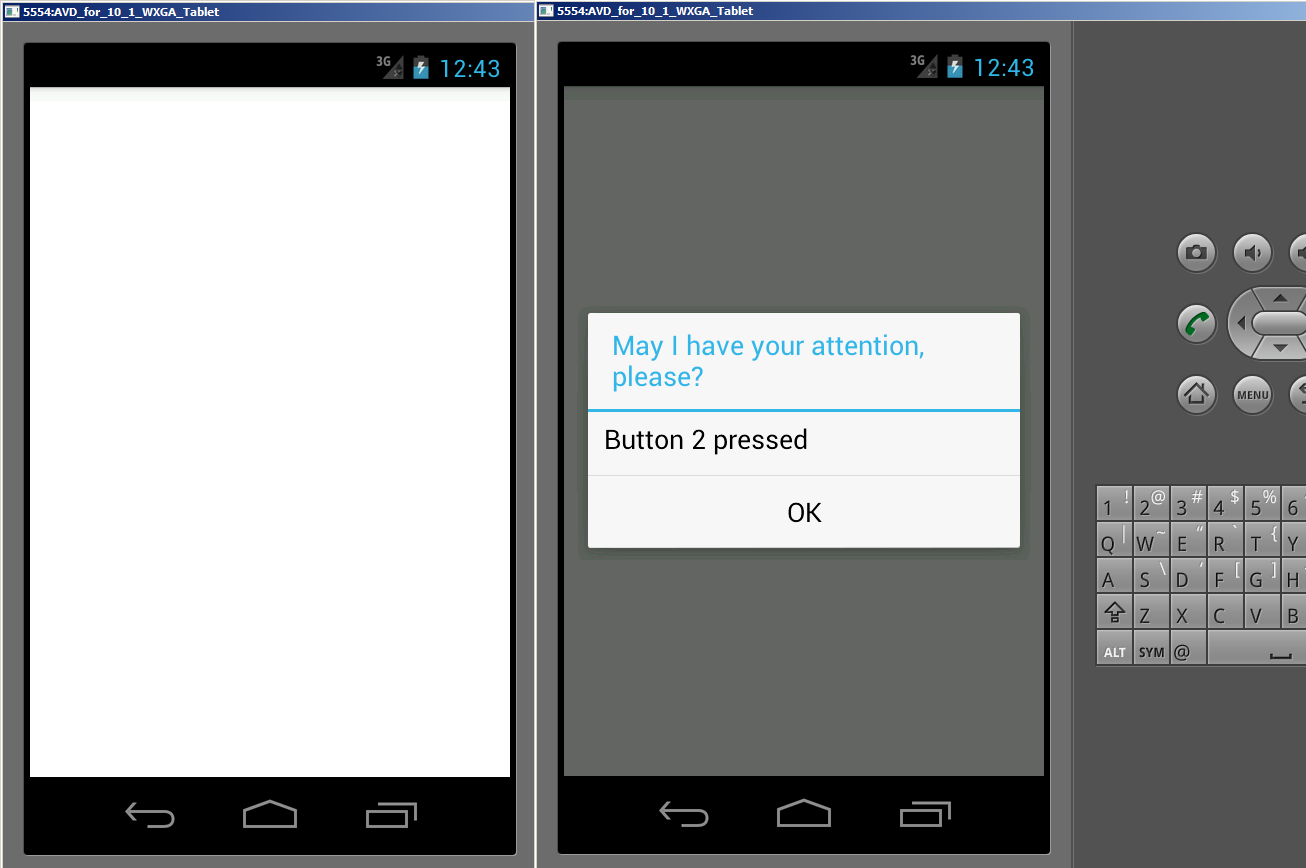 5554:AVD_for_10_1_WXGA_Tablet
3G 12:43
5554:AVD_for_10_1_WXGA_Tablet
3G 12:43
May I have your attention,
please?
Button 2 pressed
OK
MENU
1 ! 2 @ 3 # 4 $ 5 % 6
Q | W ~ E “ R ` T { Y
A S \ D ‘ F [ G ] H
Z X C V B
ALT SYM @